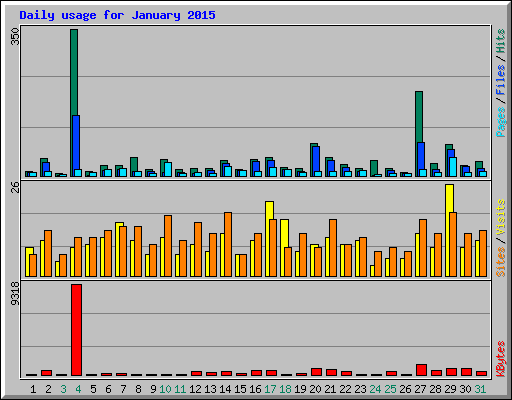 Daily usage for January 2015
350
Pages / Files / Hits
26
Sites / Visits
9318
KBytes
1 2 3 4 5 6 7 8 9 10 11 12 13 14 15 16 17 18 19 20 21 22 23 24 25 26 27 28 29 30 31